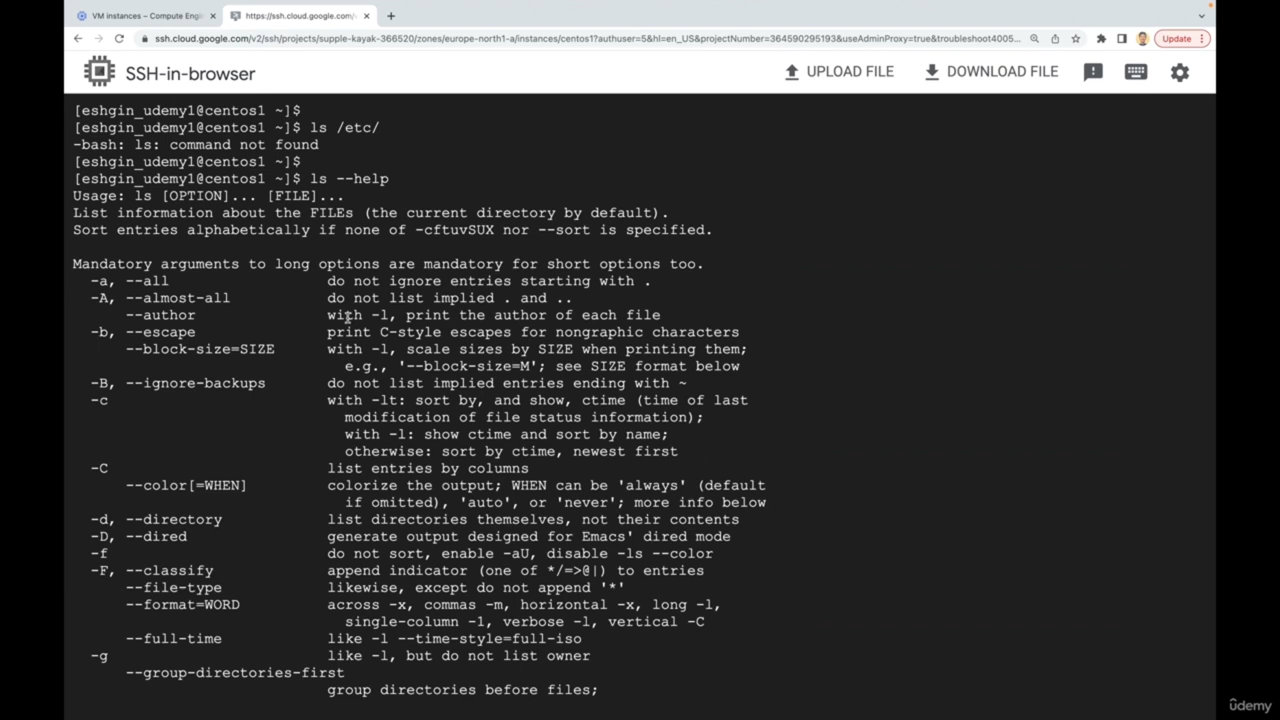 VM instances – Compute Engi
https://ssh.cloud.google.com/v
ssh.cloud.google.com/v2/ssh/projects/supple-kayak-366520/zones/europe-north1-a/instances/centos1?authuser=5&hl=en_US&projectNumber=364590295193&useAdminProxy=true&troubleshoot4005...
Update
SSH-in-browser
UPLOAD FILE
DOWNLOAD FILE
[eshgin_udemy1@centos1 ~]$
[eshgin_udemy1@centos1 ~]$ ls /etc/
-bash: ls: command not found
[eshgin_udemy1@centos1 ~]$
[eshgin_udemy1@centos1 ~]$ ls --help
Usage: ls [OPTION]... [FILE]...
List information about the FILEs (the current directory by default).
Sort entries alphabetically if none of -cftuvSUX nor --sort is specified.
Mandatory arguments to long options are mandatory for short options too.
-a, --all do not ignore entries starting with .
-A, --almost-all do not list implied . and ..
--author with -l, print the author of each file
-b, --escape print C-style escapes for nongraphic characters
--block-size=SIZE with -l, scale sizes by SIZE when printing them;
e.g., '--block-size=M'; see SIZE format below
-B, --ignore-backups do not list implied entries ending with ~
-c with -lt: sort by, and show, ctime (time of last
modification of file status information);
with -l: show ctime and sort by name;
otherwise: sort by ctime, newest first
-C list entries by columns
--color[=WHEN] colorize the output; WHEN can be 'always' (default
if omitted), 'auto', or 'never'; more info below
-d, --directory list directories themselves, not their contents
-D, --dired generate output designed for Emacs' dired mode
-f do not sort, enable -aU, disable -ls --color
-F, --classify append indicator (one of */=>@|) to entries
--file-type likewise, except do not append '*'
--format=WORD across -x, commas -m, horizontal -x, long -l,
single-column -1, verbose -l, vertical -C
--full-time like -l --time-style=full-iso
-g like -l, but do not list owner
--group-directories-first
group directories before files;
ûdemy